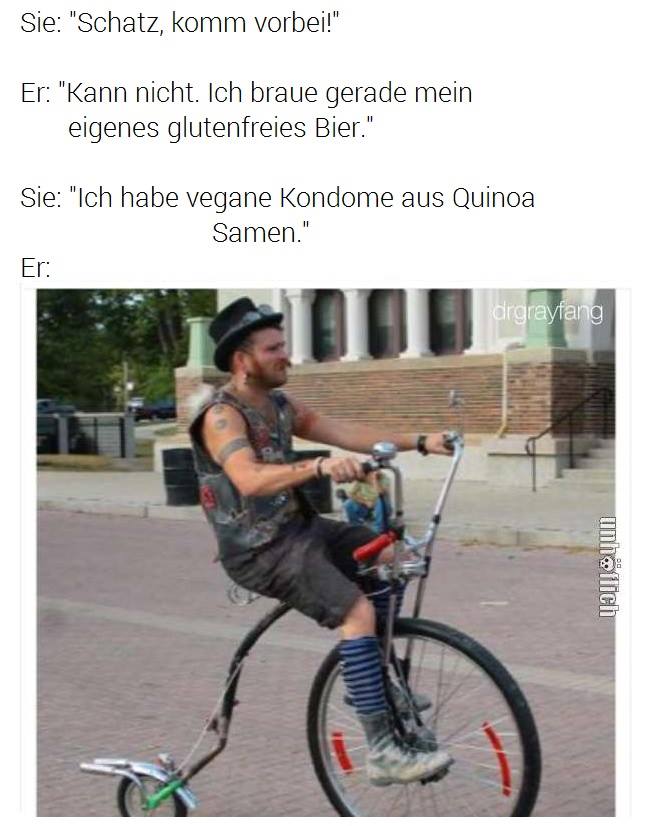 Sie: "Schatz, komm vorbei!"
Er: "Kann nicht. Ich braue gerade mein
eigenes glutenfreies Bier."
Sie: "Ich habe vegane Kondome aus Quinoa
Samen."
Er:
drgrayfang
unhöflich